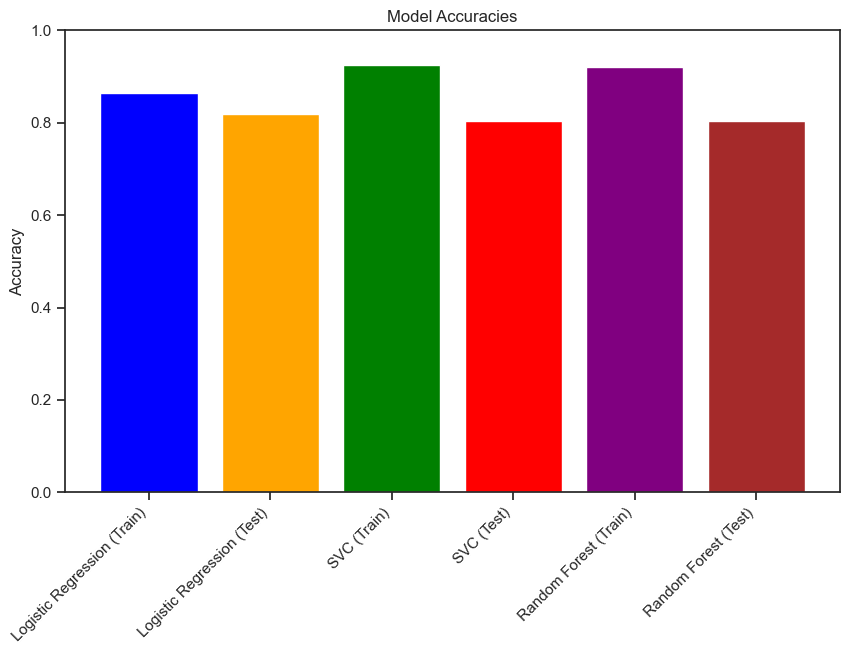 Model Accuracies
Accuracy
1.0
0.8
0.6
0.4
0.2
0.0
Logistic Regression (Train)
Logistic Regression (Test)
SVC (Train)
SVC (Test)
Random Forest (Train)
Random Forest (Test)